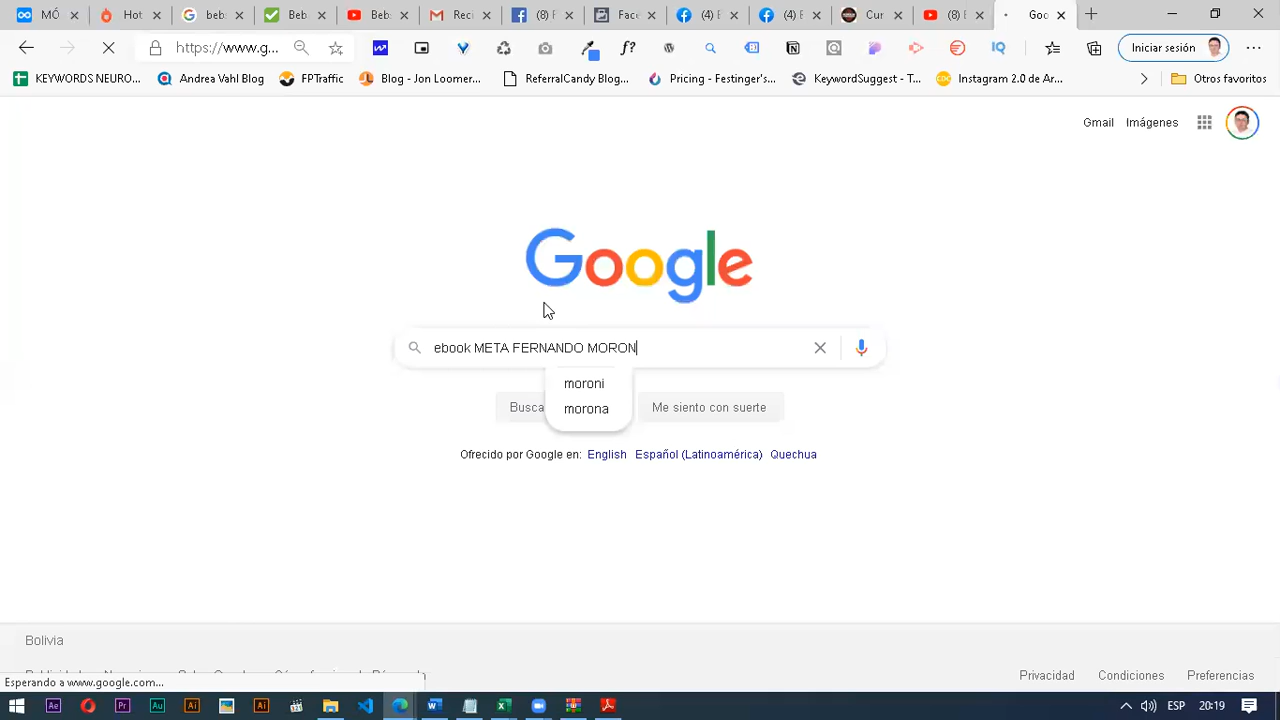 MÓ
Hot
beb
Beb
Beb
Reci
(8) F
Face
(4)
(4) F
Cur
(8) E
Goo
https://www.g...
f?
Iniciar sesión
KEYWORDS NEURO...
Andrea Vahl Blog
FPTraffic
Blog - Jon Loomer...
ReferralCandy Blog...
Pricing - Festinger's...
KeywordSuggest - T...
Instagram 2.0 de Ar...
Otros favoritos
Gmail Imágenes
Google
ebook META FERNANDO MORON
moroni
morona
Busca
Me siento con suerte
Ofrecido por Google en: English Español (Latinoamérica) Quechua
Bolivia
Privacidad Condiciones Preferencias
Esperando a www.google.com...
ESP 20:19